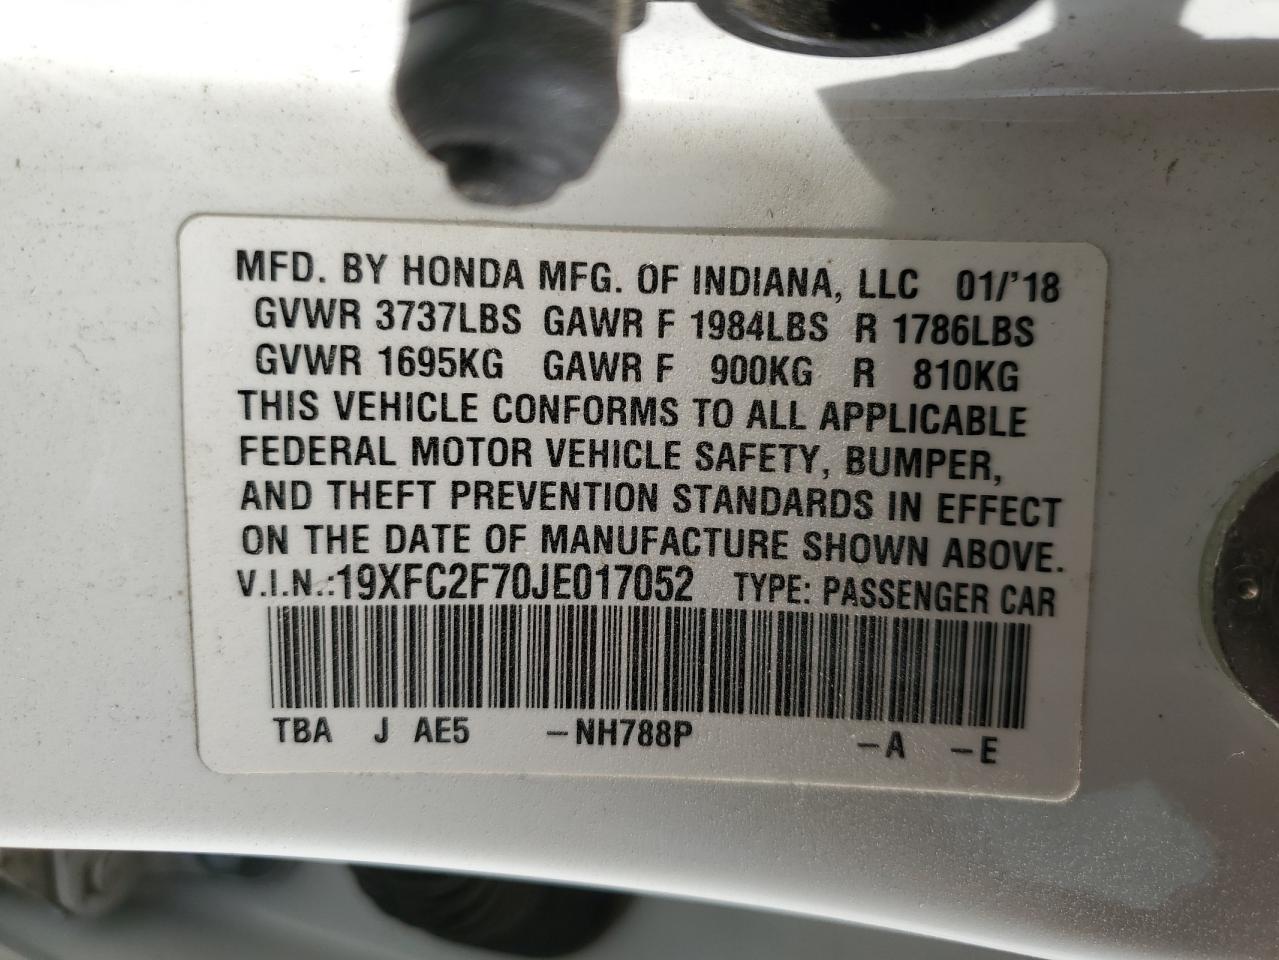 MFD. BY HONDA MFG. OF INDIANA, LLC 01/'18
GVWR 3737LBS GAWR F 1984LBS R 1786LBS
GVWR 1695KG GAWR F 900KG R 810KG
THIS VEHICLE CONFORMS TO ALL APPLICABLE
FEDERAL MOTOR VEHICLE SAFETY, BUMPER,
AND THEFT PREVENTION STANDARDS IN EFFECT
ON THE DATE OF MANUFACTURE SHOWN ABOVE.
V.I.N.:19XFC2F70JE017052 TYPE: PASSENGER CAR
TBA J AE5 -NH788P -A -E